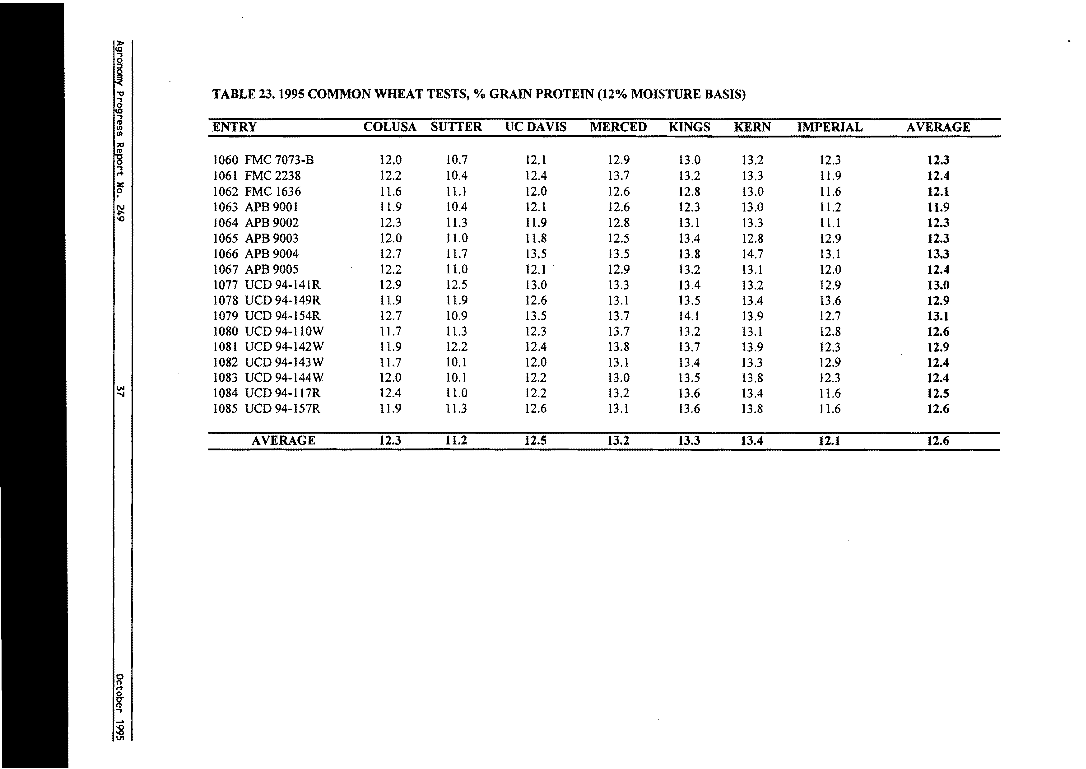 TABLE 23. 1995 COMMON WHEAT TESTS, % GRAIN PROTEIN (12% MOISTURE BASIS)
ENTRY COLUSA SUTTER UC DAVIS MERCED KINGS KERN IMPERIAL AVERAGE
1060 FMC 7073-B 12.0 10.7 12.1 12.9 13.0 13.2 12.3 12.3
1061 FMC 2238 12.2 10.4 12.4 13.7 13.2 13.3 11.9 12.4
1062 FMC 1636 11.6 11.1 12.0 12.6 12.8 13.0 11.6 12.1
1063 APB 9001 11.9 10.4 12.1 12.6 12.3 13.0 11.2 11.9
1064 APB 9002 12.3 11.3 11.9 12.8 13.1 13.3 11.1 12.3
1065 APB 9003 12.0 11.0 11.8 12.5 13.4 12.8 12.9 12.3
1066 APB 9004 12.7 11.7 13.5 13.5 13.8 14.7 13.1 13.3
1067 APB 9005 12.2 11.0 12.1 12.9 13.2 13.1 12.0 12.4
1077 UCD 94-141R 12.9 12.5 13.0 13.3 13.4 13.2 12.9 13.0
1078 UCD 94-149R 11.9 11.9 12.6 13.1 13.5 13.4 13.6 12.9
1079 UCD 94-154R 12.7 10.9 13.5 13.7 14.1 13.9 12.7 13.1
1080 UCD 94-110W 11.7 11.3 12.3 13.7 13.2 13.1 12.8 12.6
1081 UCD 94-142W 11.9 12.2 12.4 13.8 13.7 13.9 12.3 12.9
1082 UCD 94-143W 11.7 10.1 12.0 13.1 13.4 13.3 12.9 12.4
1083 UCD 94-144W 12.0 10.1 12.2 13.0 13.5 13.8 12.3 12.4
1084 UCD 94-117R 12.4 11.0 12.2 13.2 13.6 13.4 11.6 12.5
1085 UCD 94-157R 11.9 11.3 12.6 13.1 13.6 13.8 11.6 12.6
AVERAGE 12.3 11.2 12.5 13.2 13.3 13.4 12.1 12.6
Agronomy Progress Report No. 249 37 October 1995